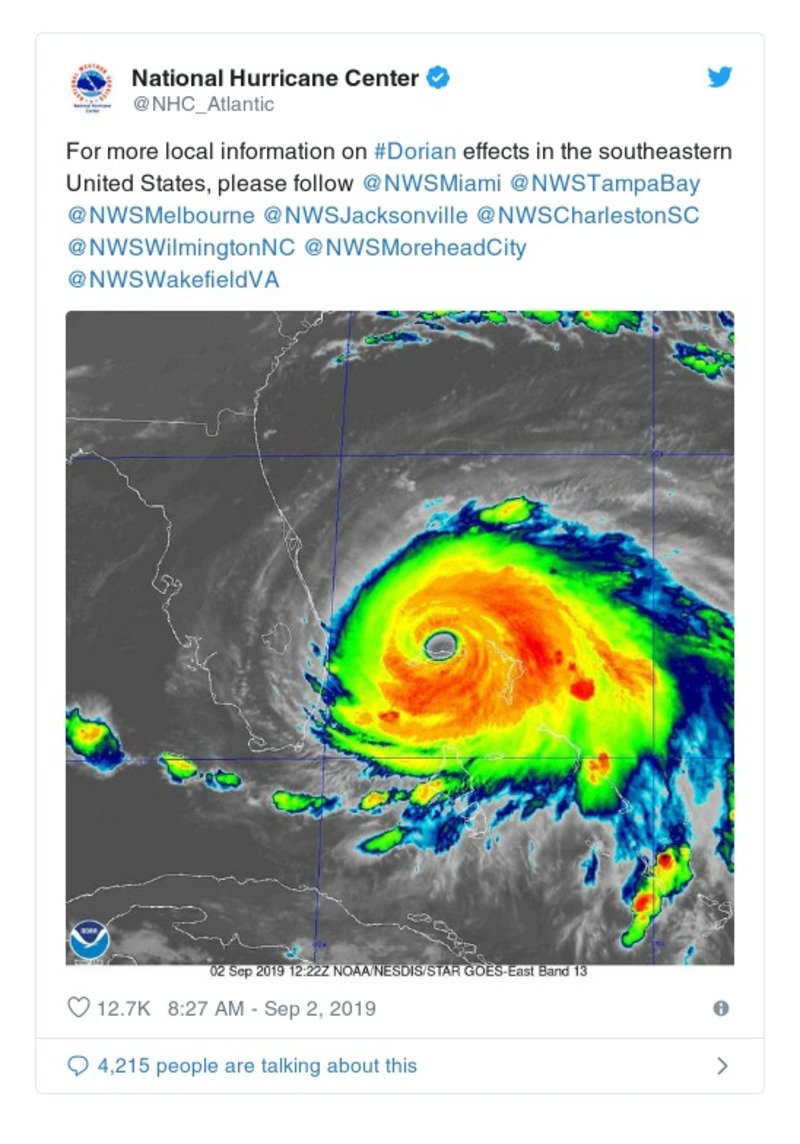 National Hurricane Center
@NHC_Atlantic
For more local information on #Dorian effects in the southeastern
United States, please follow @NWSMiami @NWSTampaBay
@NWSMelbourne @NWSJacksonville @NWSCharlestonSC
@NWSWilmingtonNC @NWSMoreheadCity
@NWSWakefieldVA
NOAA
02 Sep 2019 12:22Z NOAA/NESDIS/STAR GOES-East Band 13
12.7K 8:27 AM - Sep 2, 2019
4,215 people are talking about this